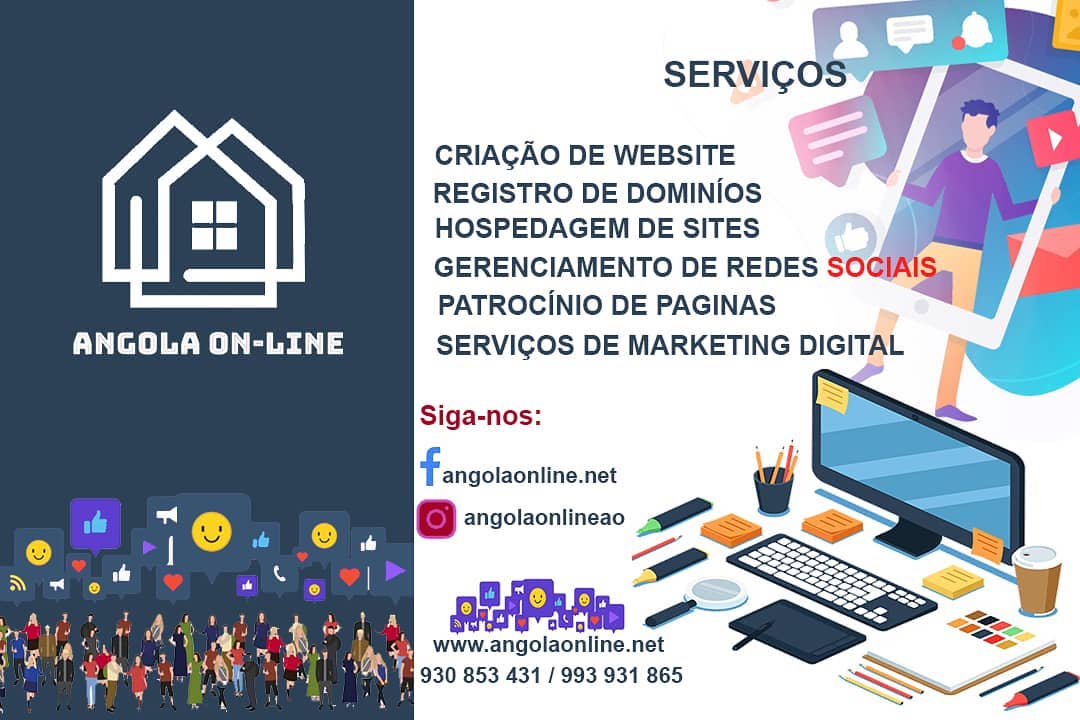 ANGOLA ON-LINE
SERVIÇOS
CRIAÇÃO DE WEBSITE
REGISTRO DE DOMINÍOS
HOSPEDAGEM DE SITES
GERENCIAMENTO DE REDES SOCIAIS
PATROCÍNIO DE PAGINAS
SERVIÇOS DE MARKETING DIGITAL
Siga-nos:
angolaonline.net
angolaonlineao
www.angolaonline.net
930 853 431 / 993 931 865